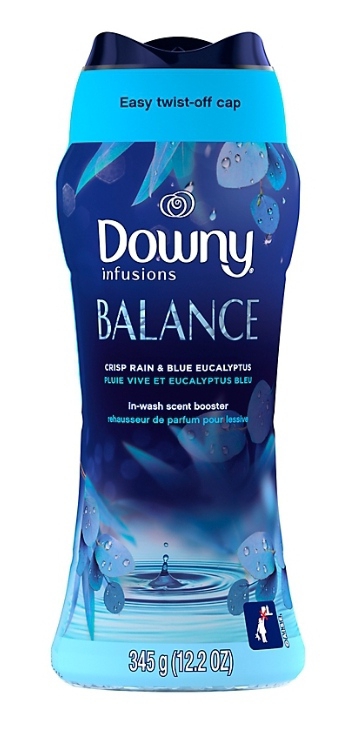 Easy twist-off cap
Downy
infusions
BALANCE
CRISP RAIN & BLUE EUCALYPTUS
PLUIE VIVE ET EUCALYPTUS BLEU
In-wash scent booster
rehausseur de parfum pour lessive
345 g (12.2 OZ)